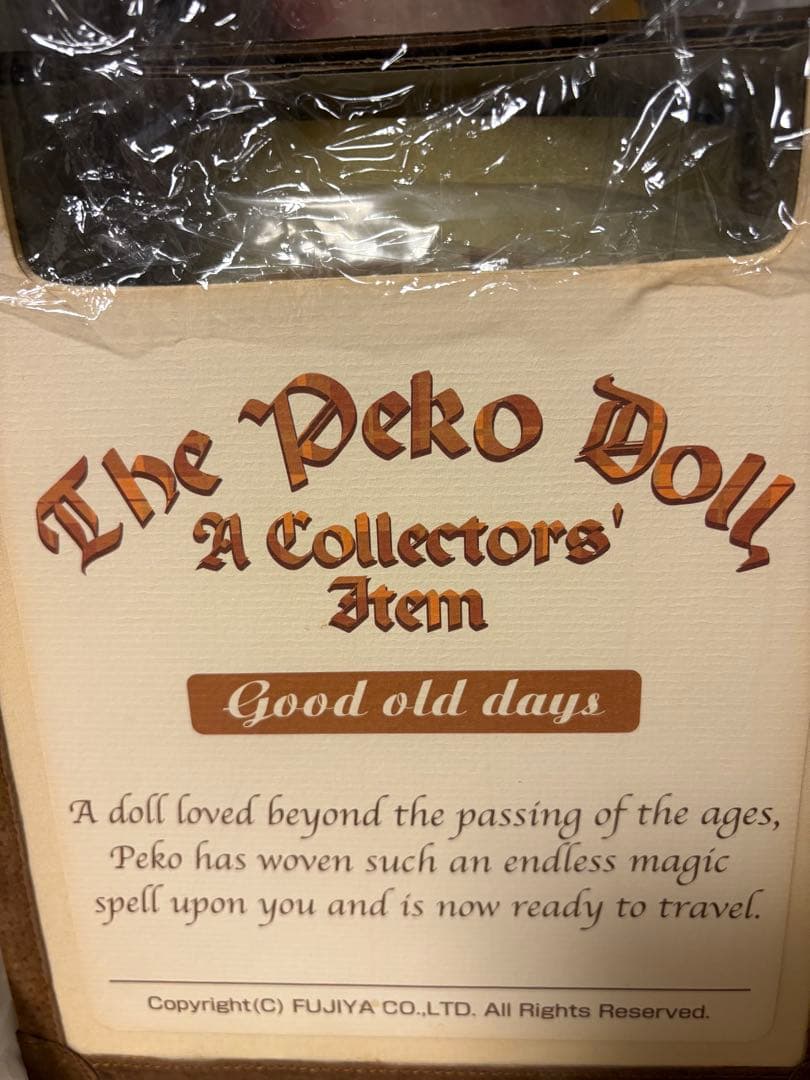 The Peko Doll
A Collectors'
Item
Good old days
A doll loved beyond the passing of the ages,
Peko has woven such an endless magic
spell upon you and is now ready to travel.
Copyright(C) FUJIYA CO.,LTD. All Rights Reserved.